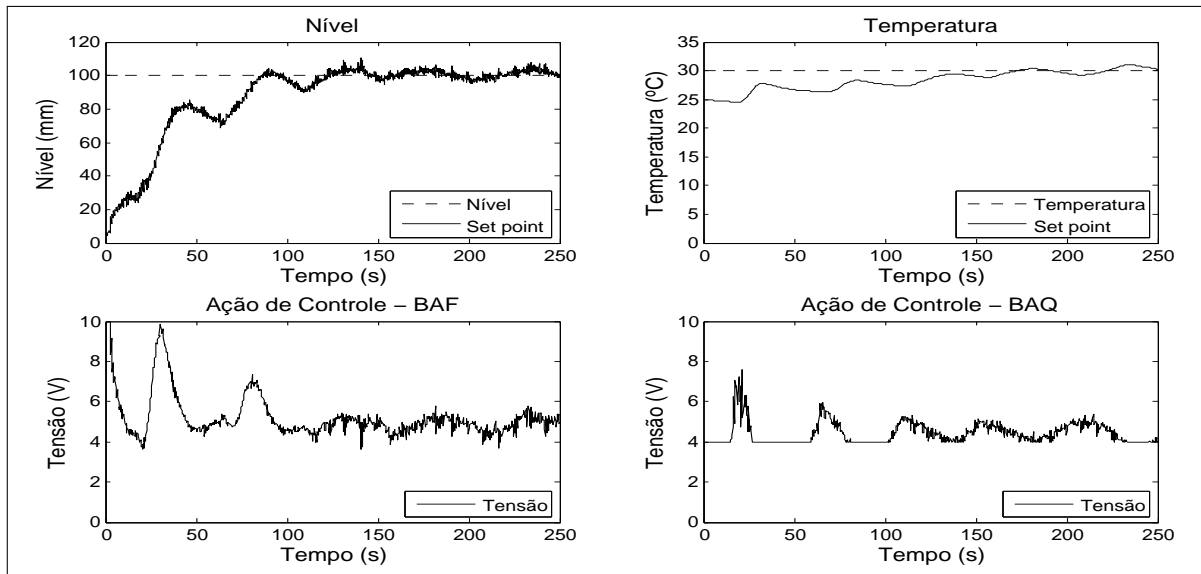 Nível
120
100
80
60
40
20
0
Nível (mm)
Nível
Set point
0 50 100 150 200 250
Tempo (s)
Temperatura
35
30
25
20
15
10
5
0
Temperatura (ºC)
Temperatura
Set point
0 50 100 150 200 250
Tempo (s)
Ação de Controle – BAF
10
8
6
4
2
0
Tensão (V)
Tensão
0 50 100 150 200 250
Tempo (s)
Ação de Controle – BAQ
10
8
6
4
2
0
Tensão (V)
Tensão
0 50 100 150 200 250
Tempo (s)